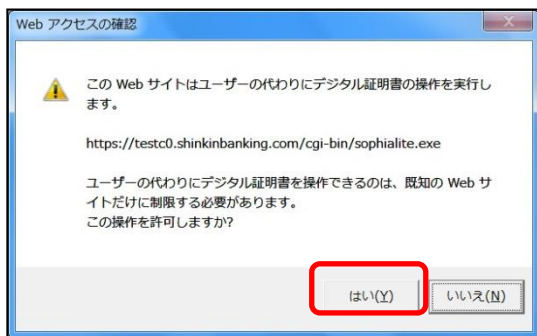 Web アクセスの確認
この Web サイトはユーザーの代わりにデジタル証明書の操作を実行し
ます。
https://testc0.shinkinbanking.com/cgi-bin/sophialite.exe
ユーザーの代わりにデジタル証明書を操作できるのは、既知の Web サ
イトだけに制限する必要があります。
この操作を許可しますか?
はい(Y) いいえ(N)